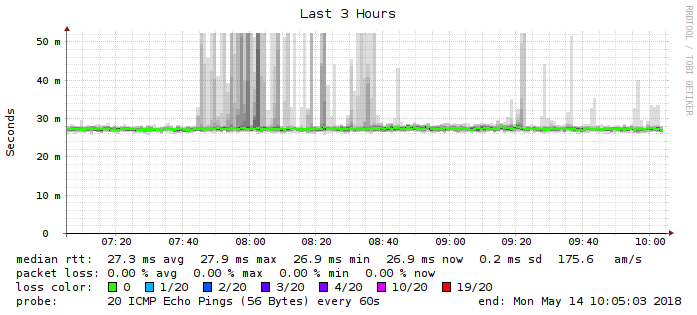 Last 3 Hours
RRDTOOL / TOBI OETIKER
Seconds
50 m
40 m
30 m
20 m
10 m
0
07:20 07:40 08:00 08:20 08:40 09:00 09:20 09:40 10:00
median rtt: 27.3 ms avg 27.9 ms max 26.9 ms min 26.9 ms now 0.2 ms sd 175.6 am/s
packet loss: 0.00 % avg 0.00 % max 0.00 % min 0.00 % now
loss color: 0 1/20 2/20 3/20 4/20 10/20 19/20
probe: 20 ICMP Echo Pings (56 Bytes) every 60s end: Mon May 14 10:05:03 2018